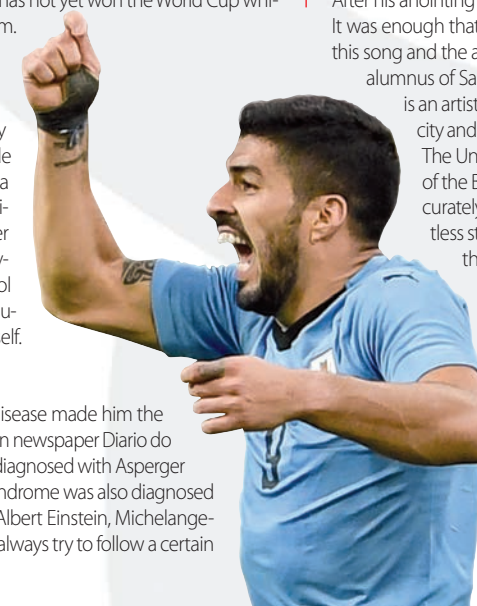 has not yet won the World Cup whi-
m.
y
le
a
i-
er
ol
u-
elf.
isease made him the
n newspaper Diario do
diagnosed with Asperger
ndrome was also diagnosed
Albert Einstein, Michelange-
always try to follow a certain
After his anointing
It was enough that
this song and the a
alumnus of Sa
is an artist
city and
The Un
of the E
curately
tless st
th
9